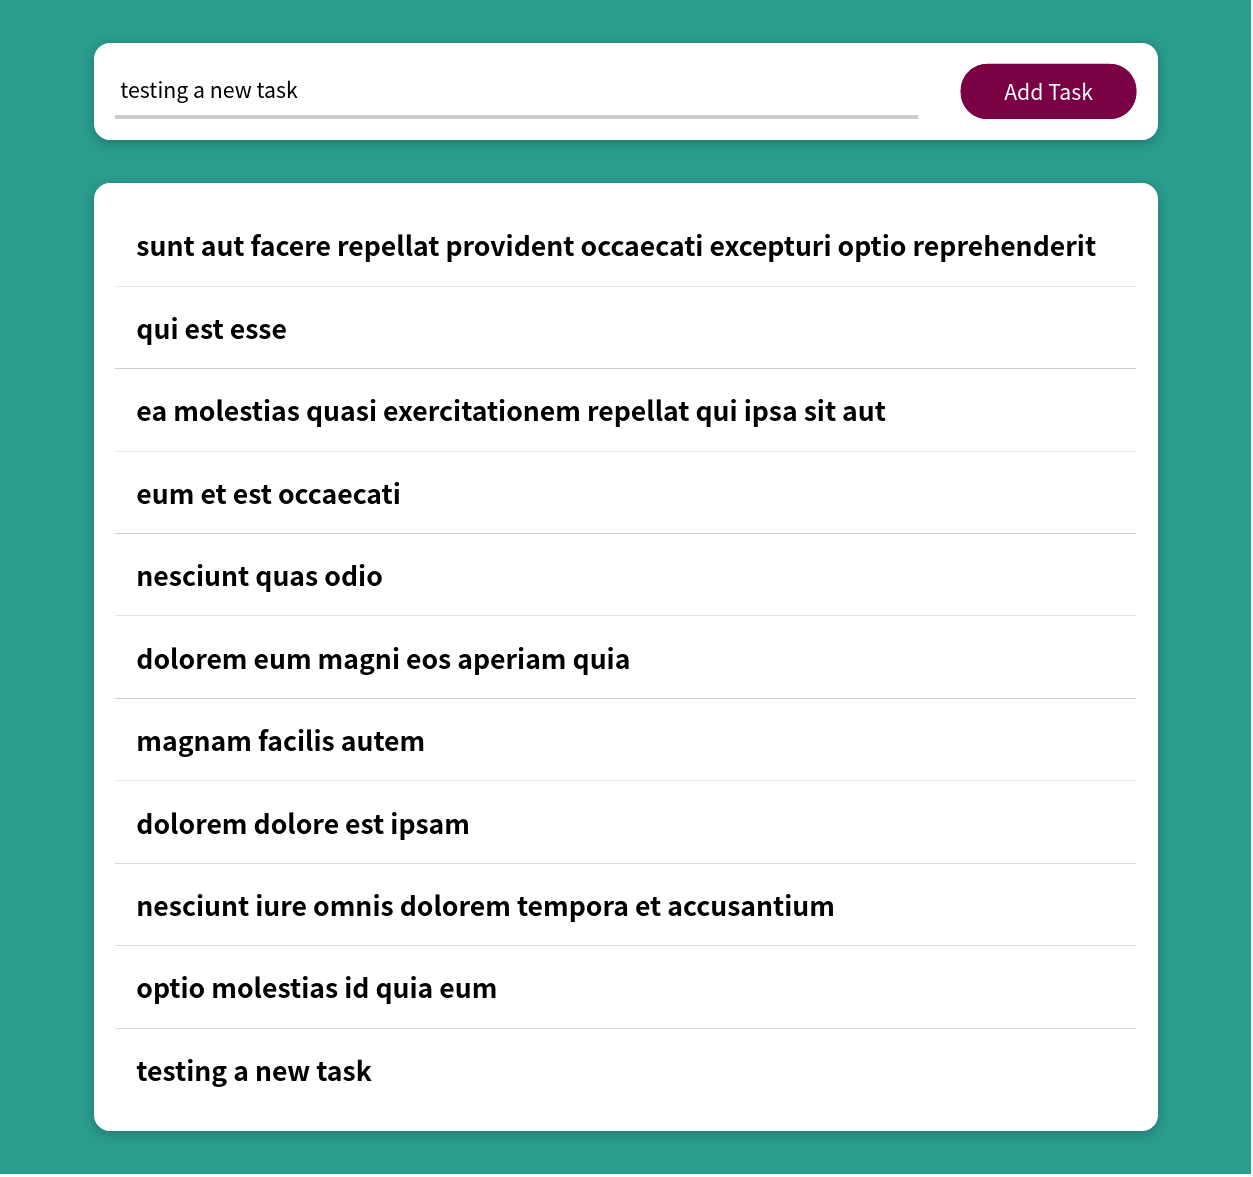 testing a new task
Add Task
sunt aut facere repellat provident occaecati excepturi optio reprehenderit
qui est esse
ea molestias quasi exercitationem repellat qui ipsa sit aut
eum et est occaecati
nesciunt quas odio
dolorem eum magni eos aperiam quia
magnam facilis autem
dolorem dolore est ipsam
nesciunt iure omnis dolorem tempora et accusantium
optio molestias id quia eum
testing a new task